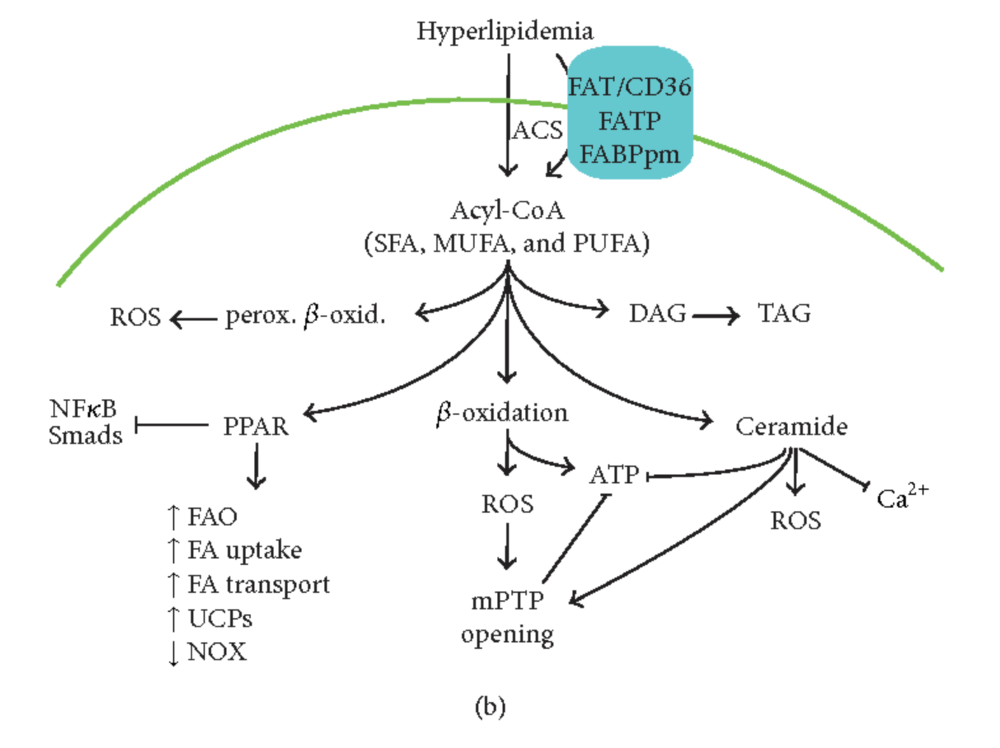 Hyperlipidemia
FAT/CD36
FATP
FABPpm
ACS
Acyl-CoA
(SFA, MUFA, and PUFA)
ROS
perox. β-oxid.
DAG
TAG
NFκB
Smads
PPAR
β-oxidation
Ceramide
ATP
Ca²⁺
ROS
ROS
↑ FAO
↑ FA uptake
↑ FA transport
↑ UCPs
↓ NOX
mPTP
opening
(b)